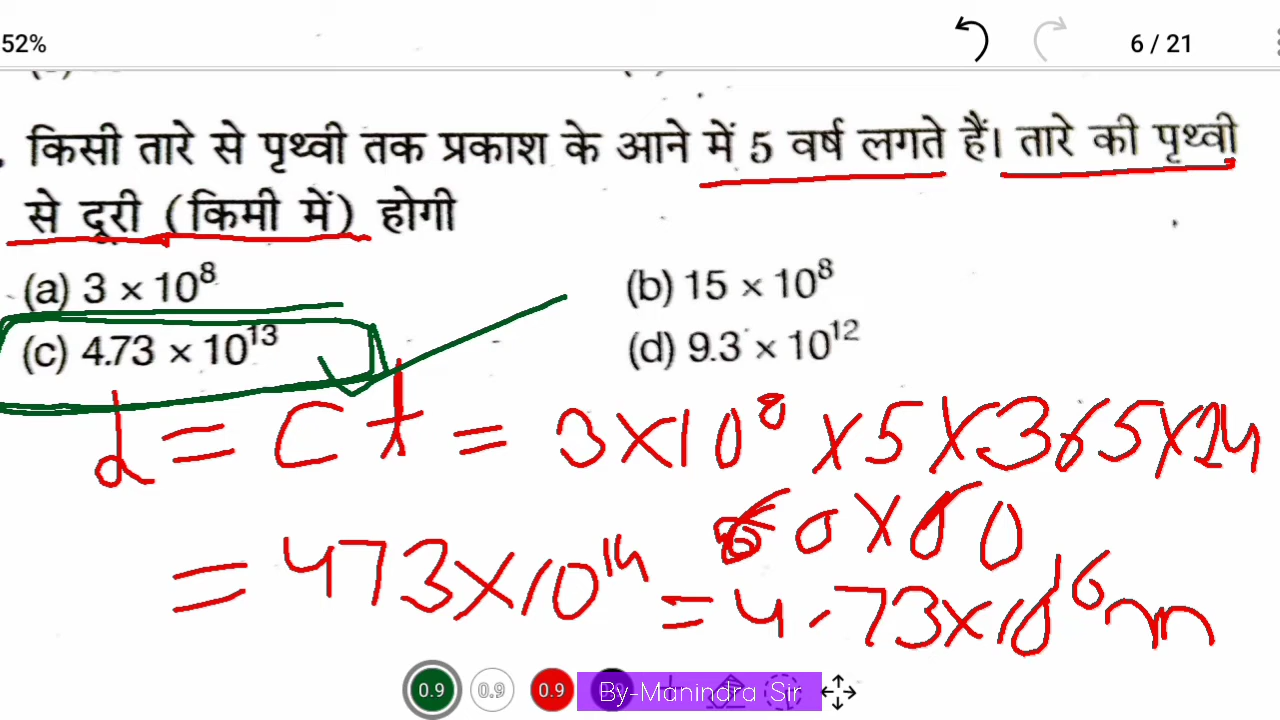 52% 6 / 21
किसी तारे से पृथ्वी तक प्रकाश के आने में 5 वर्ष लगते हैं। तारे की पृथ्वी
से दूरी (किमी में) होगी
(a) 3 × 10⁸ (b) 15 × 10⁸
(c) 4.73 × 10¹³ (d) 9.3 × 10¹²
d = C t = 3×10⁸ ×5×365×24
60×60
= 473×10¹⁴ = 4.73×10¹⁶ m
0.9 0.9 0.9 By-Manindra Sir